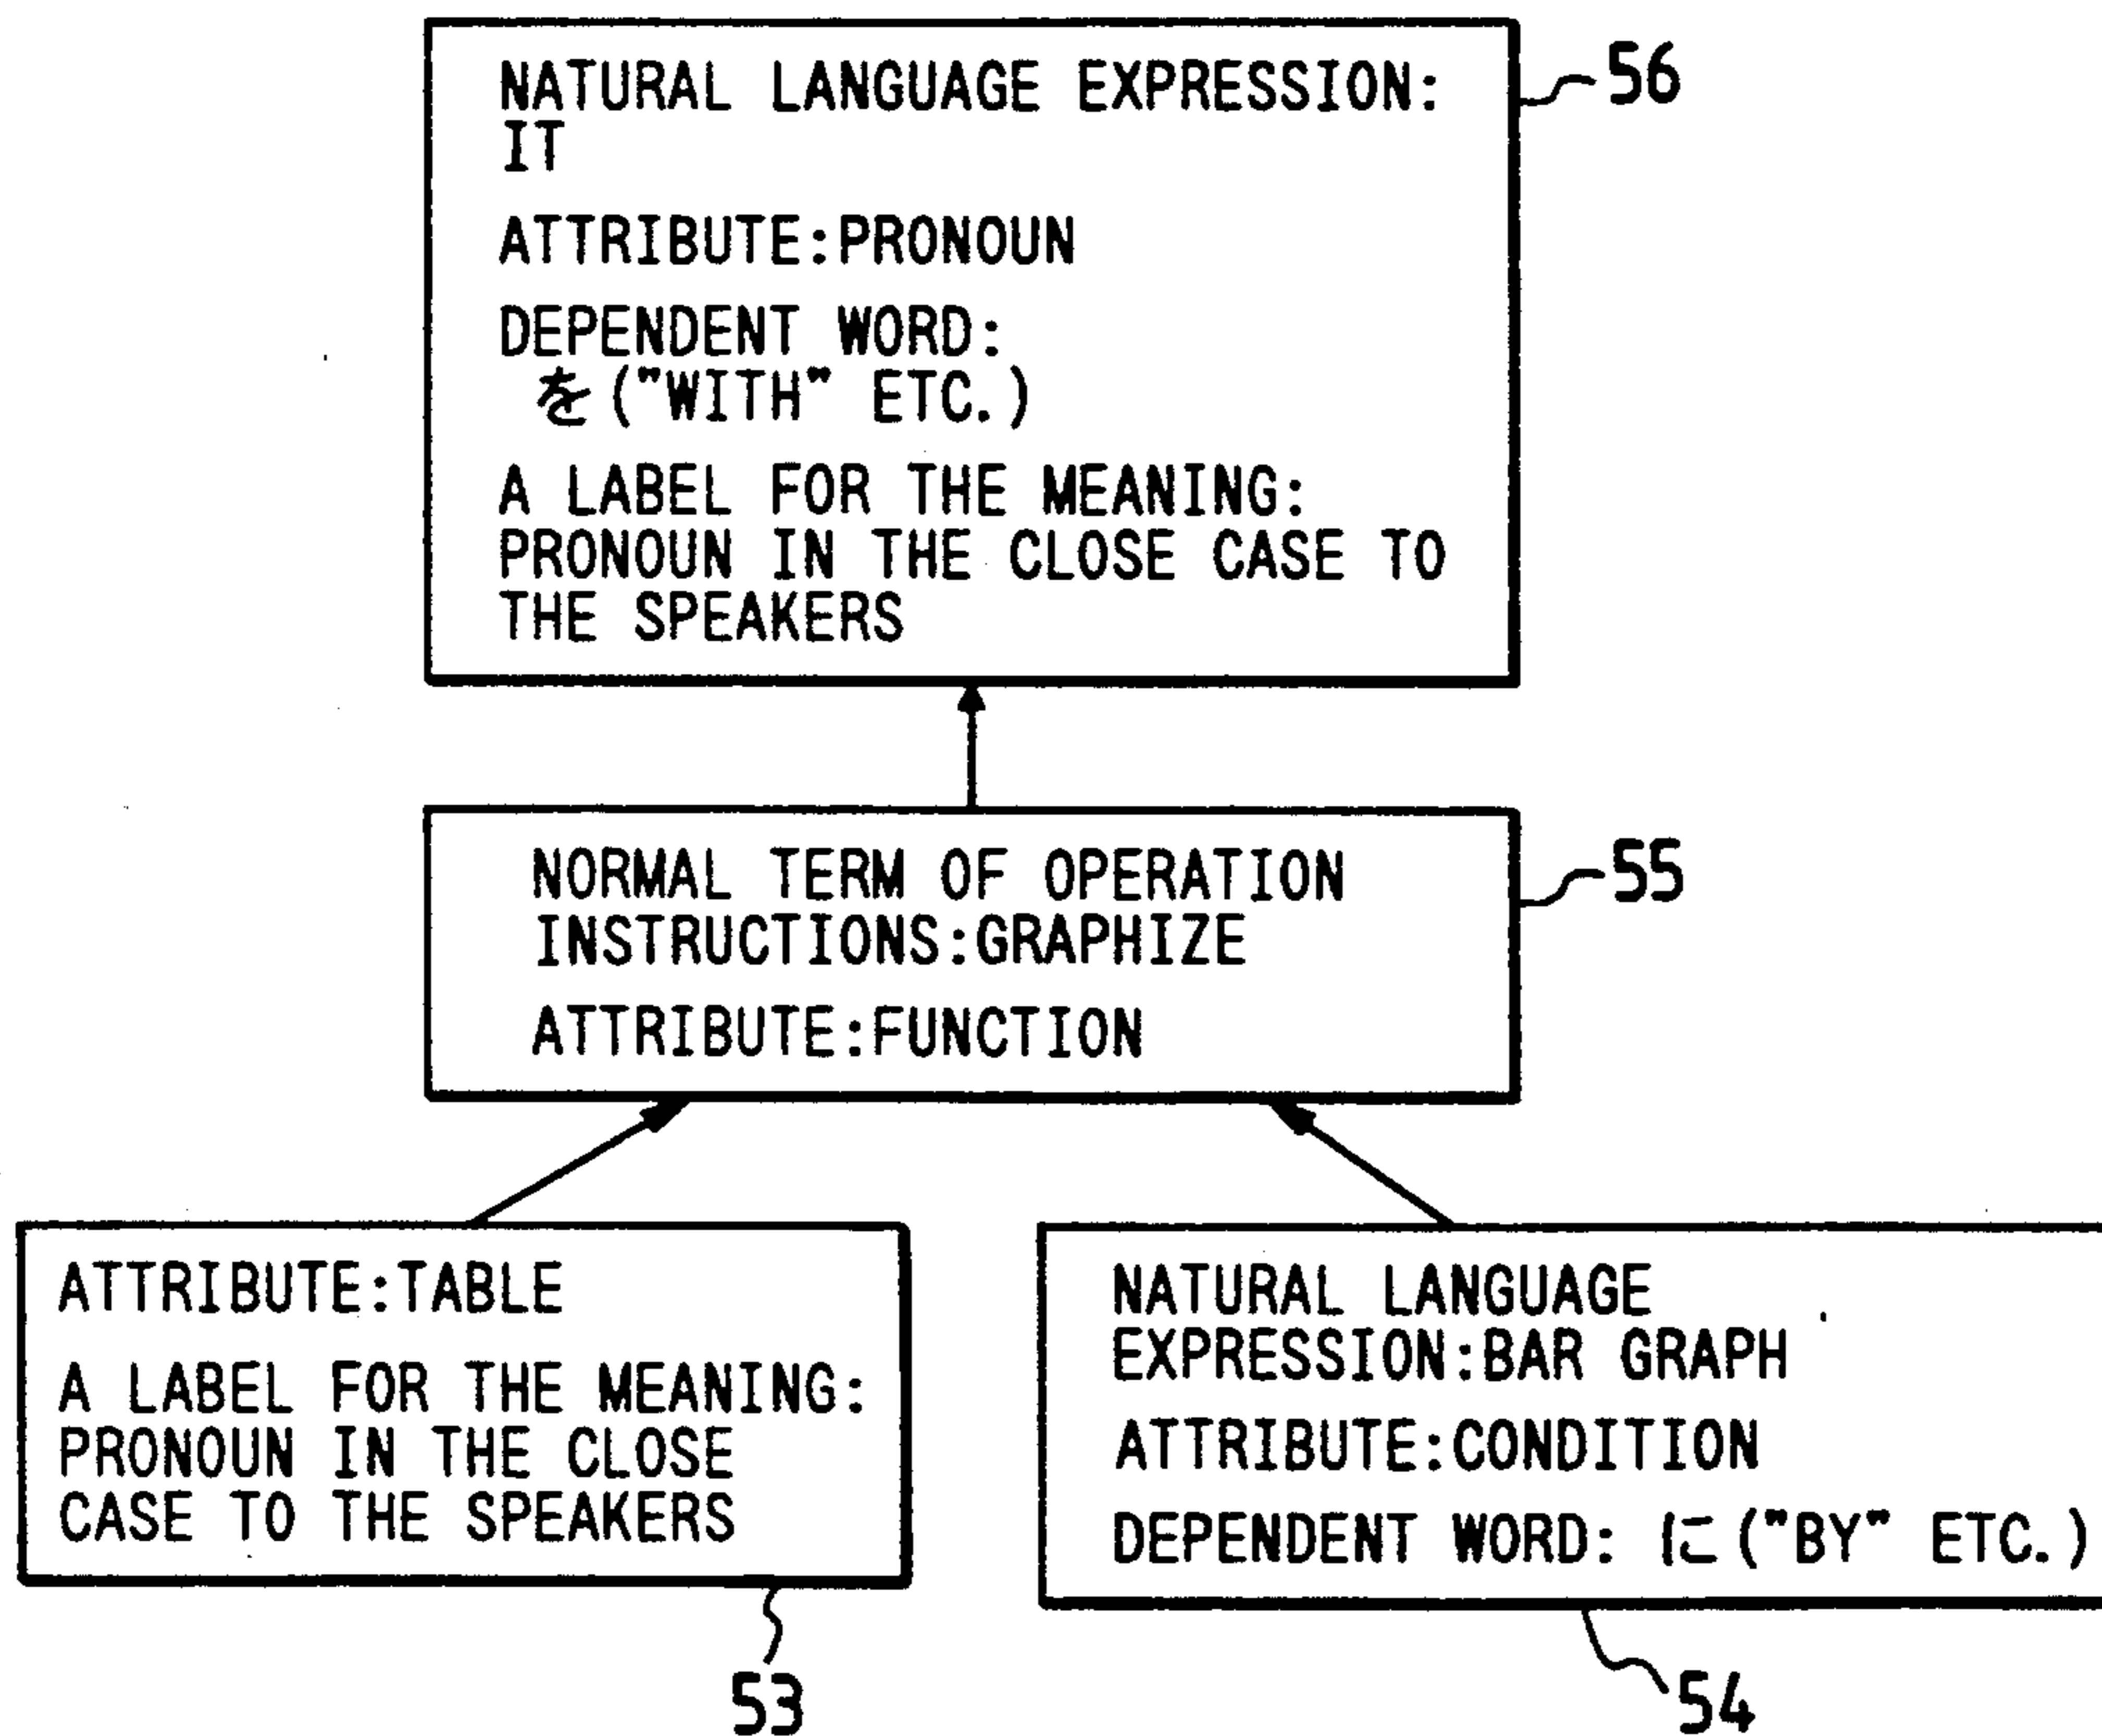 NATURAL LANGUAGE EXPRESSION:
IT
ATTRIBUTE:PRONOUN
DEPENDENT WORD:
を("WITH" ETC.)
A LABEL FOR THE MEANING:
PRONOUN IN THE CLOSE CASE TO
THE SPEAKERS
56
NORMAL TERM OF OPERATION
INSTRUCTIONS:GRAPHIZE
ATTRIBUTE:FUNCTION
55
ATTRIBUTE:TABLE
A LABEL FOR THE MEANING:
PRONOUN IN THE CLOSE
CASE TO THE SPEAKERS
53
NATURAL LANGUAGE
EXPRESSION:BAR GRAPH
ATTRIBUTE:CONDITION
DEPENDENT WORD: に("BY" ETC.)
54